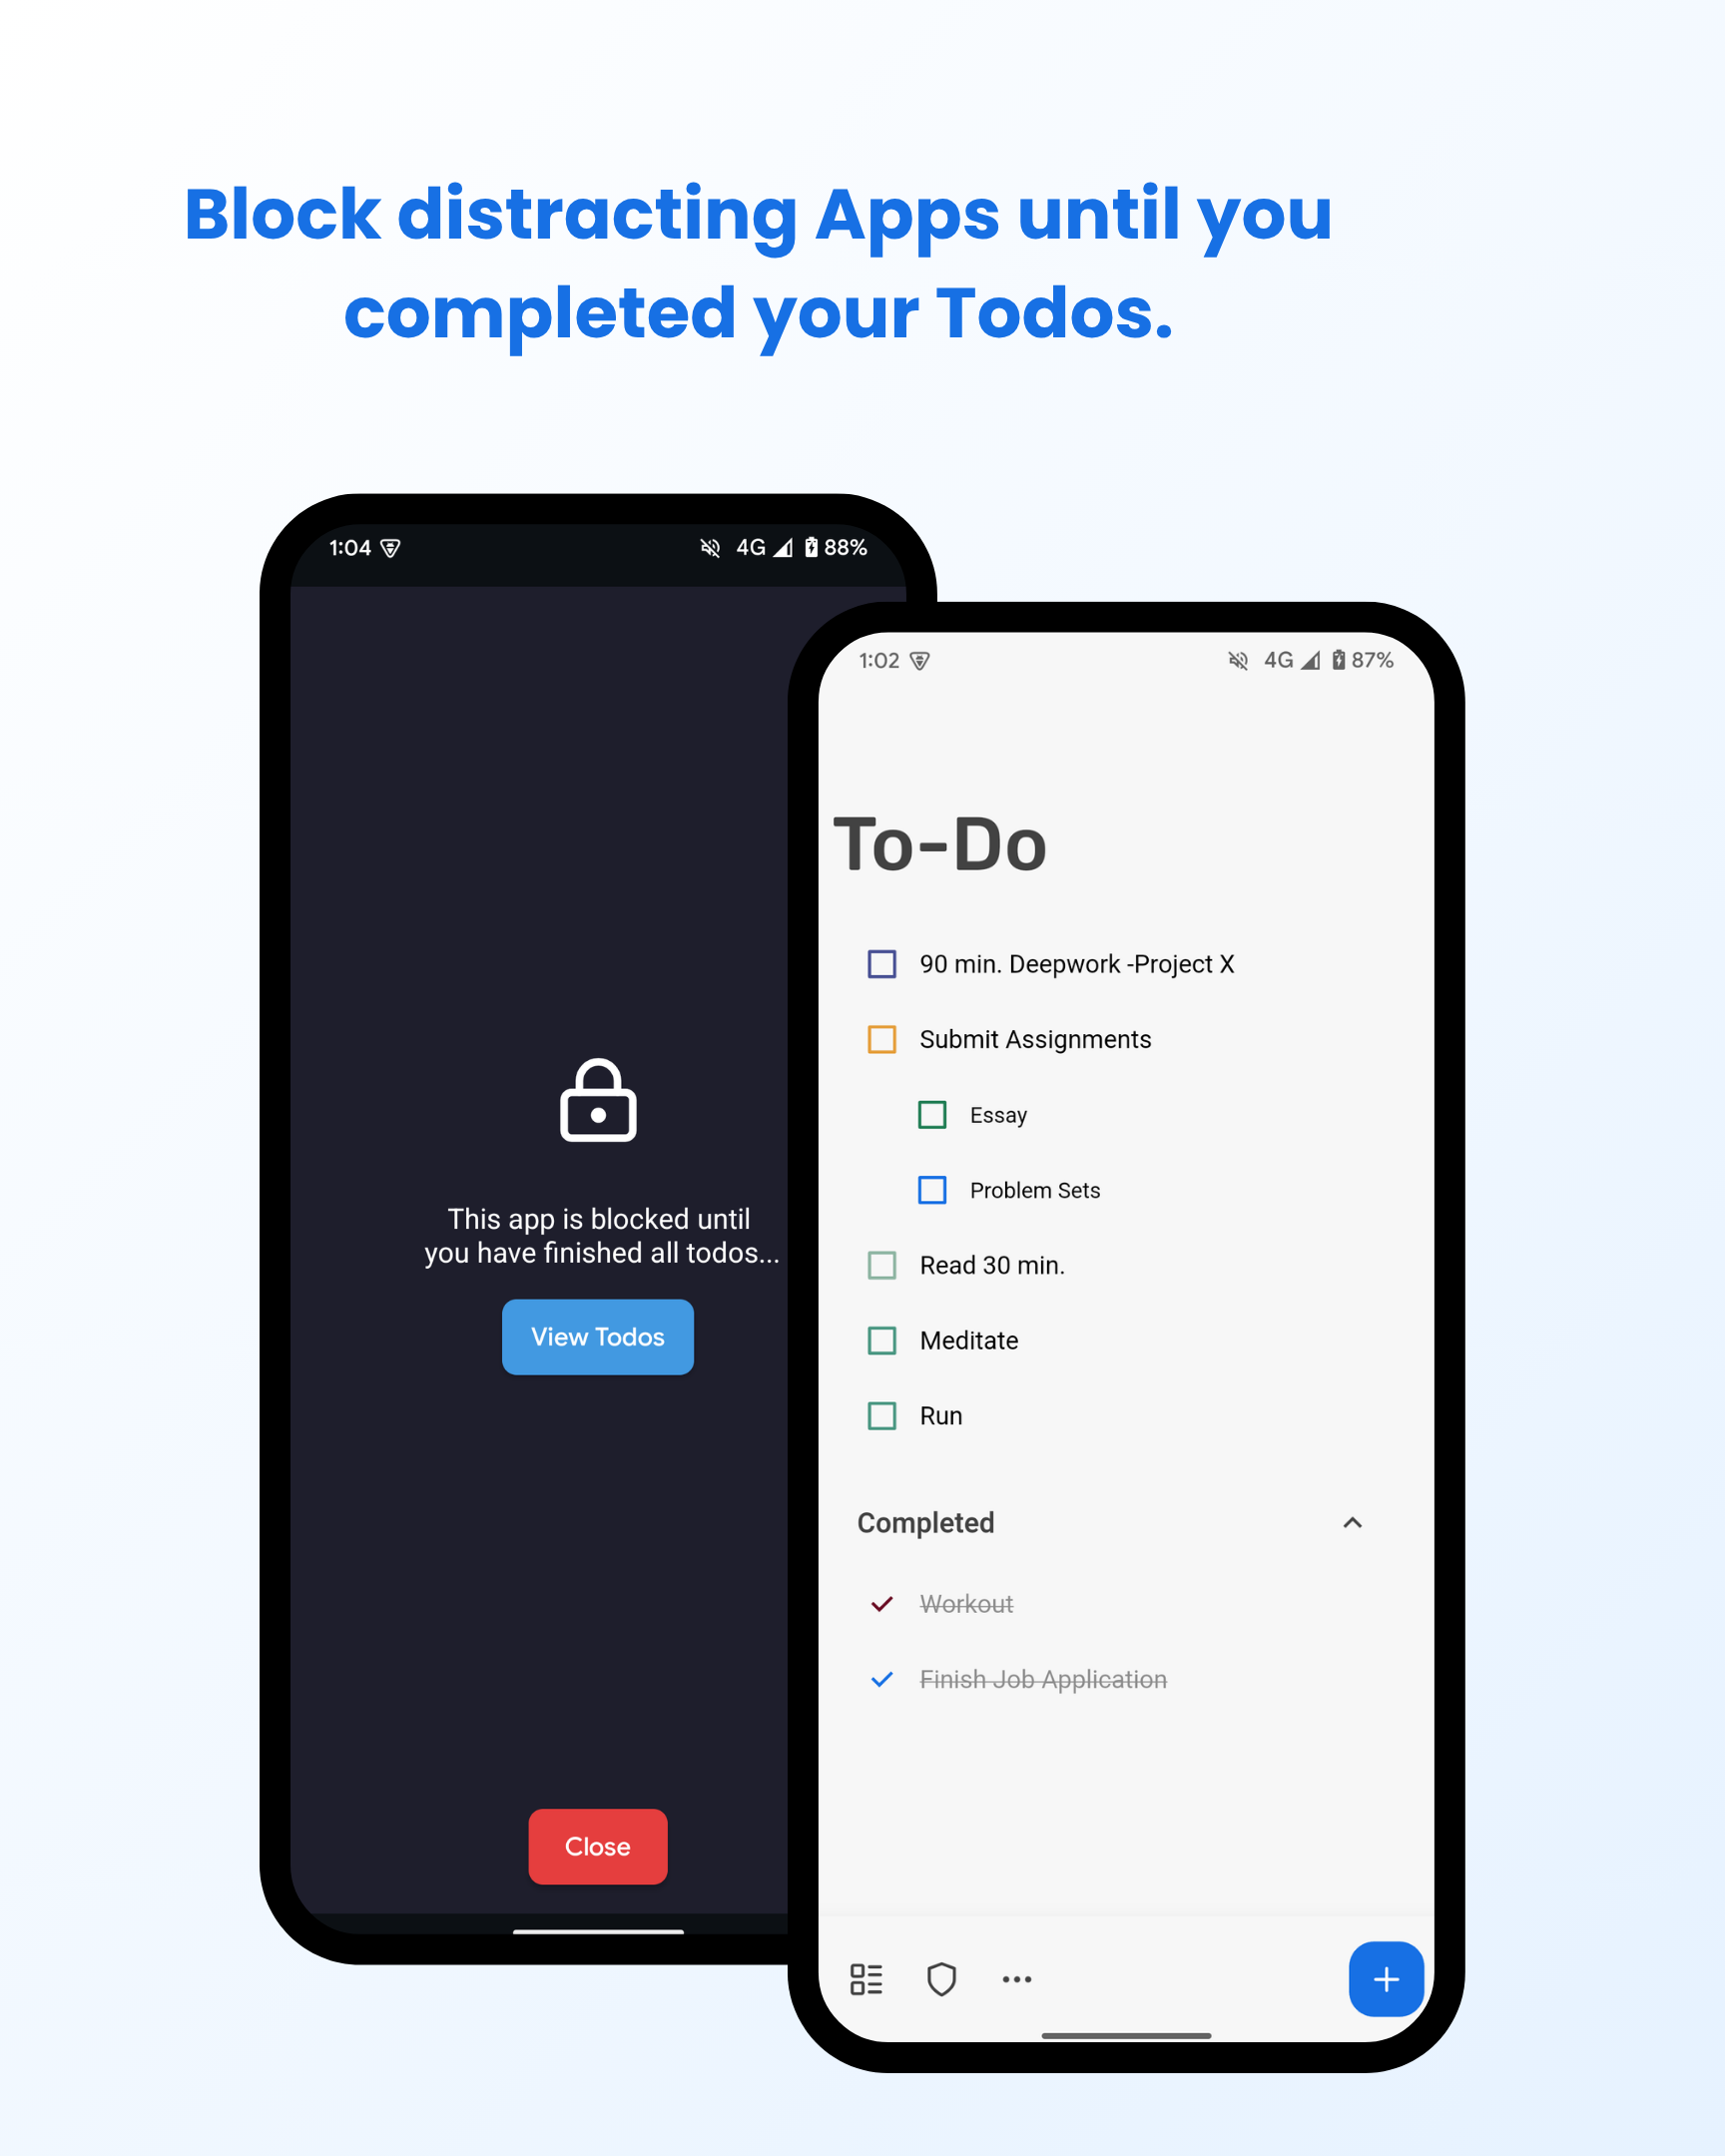 Block distracting Apps until you
completed your Todos.
1:04 4G 88%
This app is blocked until
you have finished all todos...
View Todos
Close
1:02 4G 87%
To-Do
90 min. Deepwork -Project X
Submit Assignments
Essay
Problem Sets
Read 30 min.
Meditate
Run
Completed
Workout
Finish Job Application